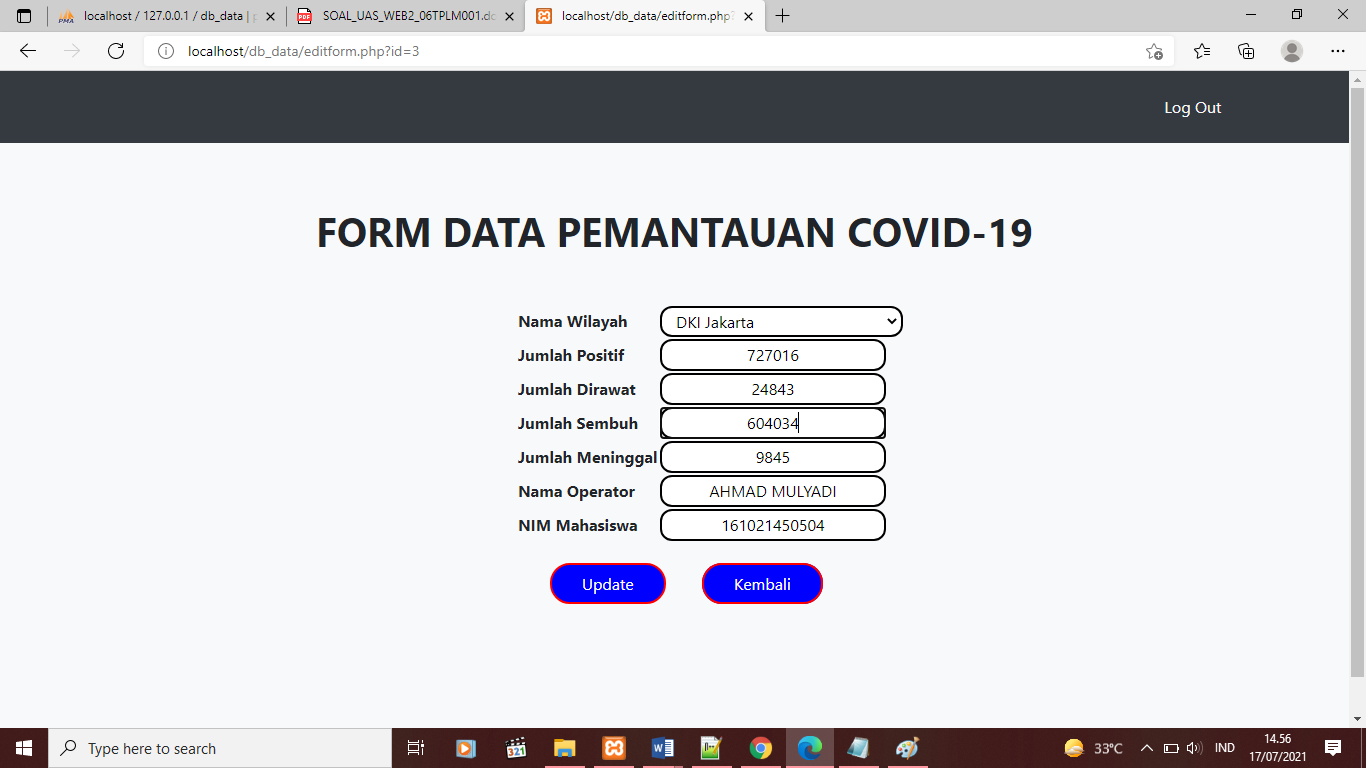 localhost / 127.0.0.1 / db_data | p
SOAL_UAS_WEB2_06TPLM001.do
localhost/db_data/editform.php?
localhost/db_data/editform.php?id=3
Log Out
FORM DATA PEMANTAUAN COVID-19
Nama Wilayah DKI Jakarta
Jumlah Positif 727016
Jumlah Dirawat 24843
Jumlah Sembuh 604034
Jumlah Meninggal 9845
Nama Operator AHMAD MULYADI
NIM Mahasiswa 161021450504
Update Kembali
Type here to search
33°C
IND
14.56
17/07/2021